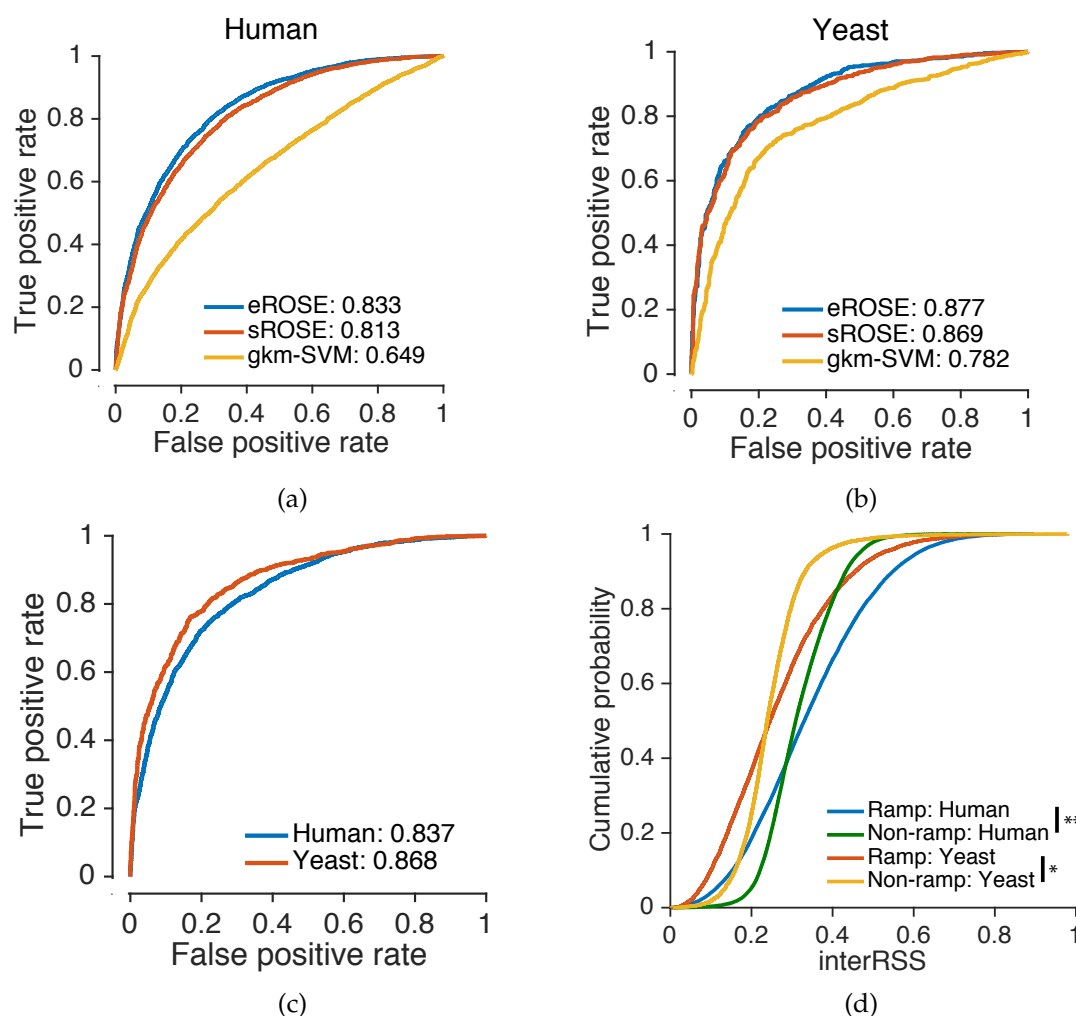 Human
1
0.8
0.6
0.4
0.2
0
True positive rate
eROSE: 0.833
sROSE: 0.813
gkm-SVM: 0.649
0 0.2 0.4 0.6 0.8 1
False positive rate
(a)
Yeast
1
0.8
0.6
0.4
0.2
0
True positive rate
eROSE: 0.877
sROSE: 0.869
gkm-SVM: 0.782
0 0.2 0.4 0.6 0.8 1
False positive rate
(b)
1
0.8
0.6
0.4
0.2
0
True positive rate
Human: 0.837
Yeast: 0.868
0 0.2 0.4 0.6 0.8 1
False positive rate
(c)
1
0.8
0.6
0.4
0.2
0
Cumulative probability
Ramp: Human
Non-ramp: Human
**
Ramp: Yeast
Non-ramp: Yeast
*
0 0.2 0.4 0.6 0.8 1
interRSS
(d)